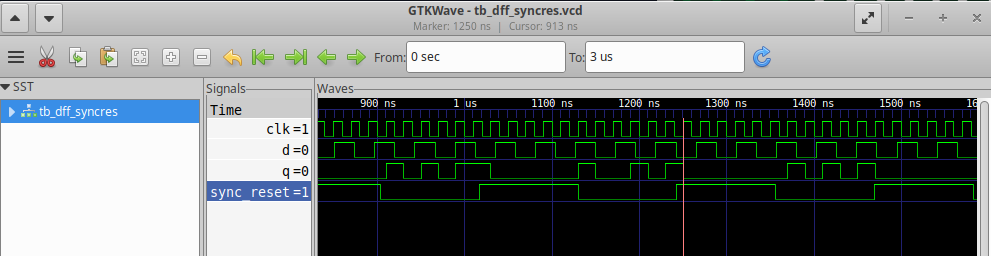 GTKWave - tb_dff_syncres.vcd
Marker: 1250 ns | Cursor: 913 ns
From: 0 sec To: 3 us
SST
tb_dff_syncres
Signals
Time
clk=1
d=0
q=0
sync_reset=1
Waves
900 ns 1 us 1100 ns 1200 ns 1300 ns 1400 ns 1500 ns 16